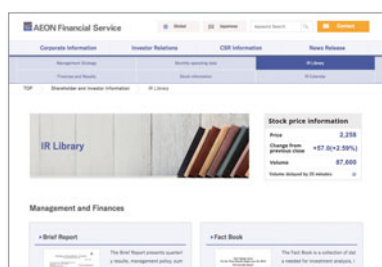 AEON Financial Service
Global
Japanese
keyword Search
Contact
Corporate Information
Investor Relations
CSR Information
News Release
Management Strategy
Monthly operating data
IR Library
Finances and Results
Stock information
IR Calendar
TOP
Shareholder and Investor Information
IR Library
IR Library
Stock price information
Price 2,258
Change from previous close +57.0(+2.59%)
Volume 87,600
Volume delayed by 25 minutes
Management and Finances
Brief Report
The Brief Report presents quarterl
y results, management policy, sum
Fact Book
The Fact Book is a collection of dat
a needed for investment analysis, i